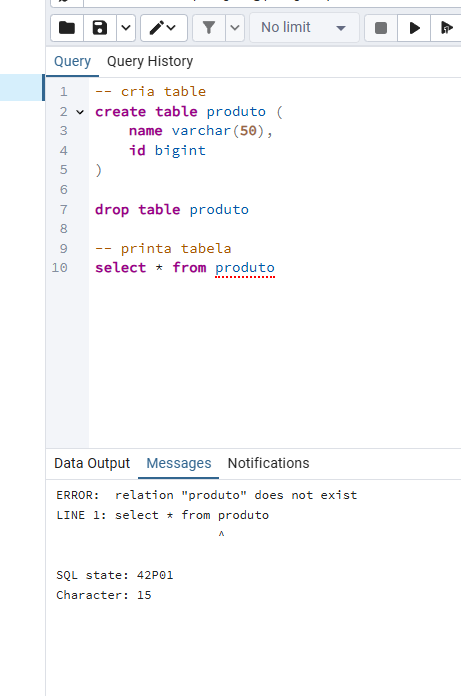 No limit
Query Query History
1 -- cria table
2 create table produto (
3 name varchar(50),
4 id bigint
5 )
6
7 drop table produto
8
9 -- printa tabela
10 select * from produto
Data Output Messages Notifications
ERROR:  relation "produto" does not exist
LINE 1: select * from produto
^
SQL state: 42P01
Character: 15